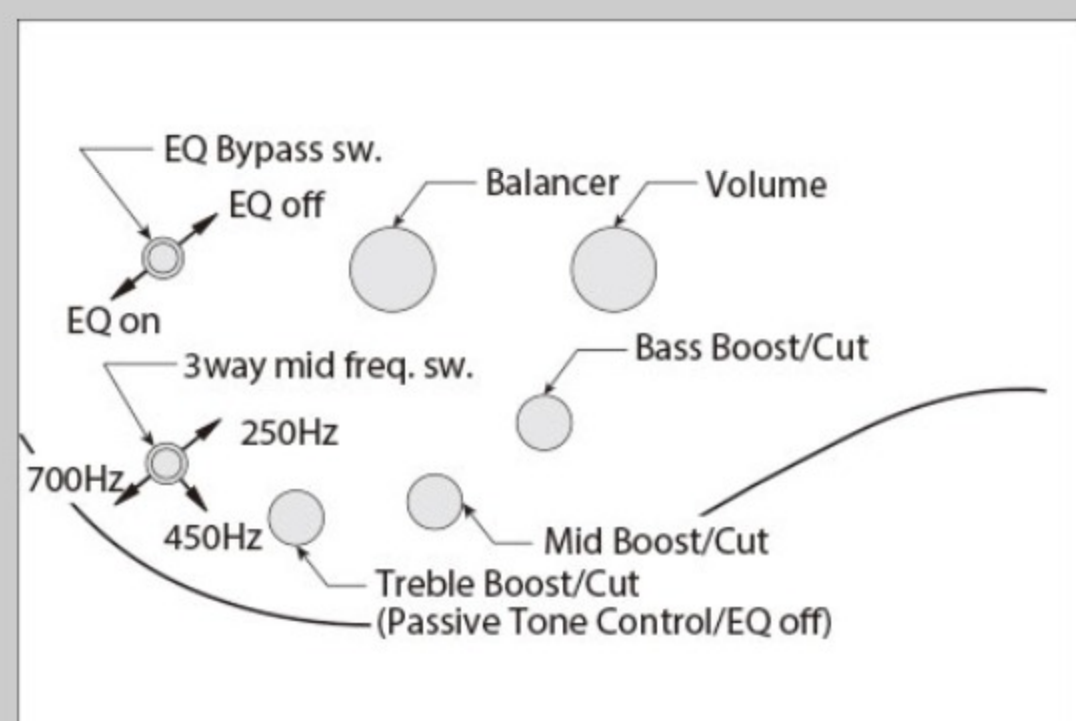 EQ Bypass sw.
EQ off
Balancer
Volume
EQ on
Bass Boost/Cut
3way mid freq. sw.
250Hz
700Hz
450Hz
Mid Boost/Cut
Treble Boost/Cut
(Passive Tone Control/EQ off)